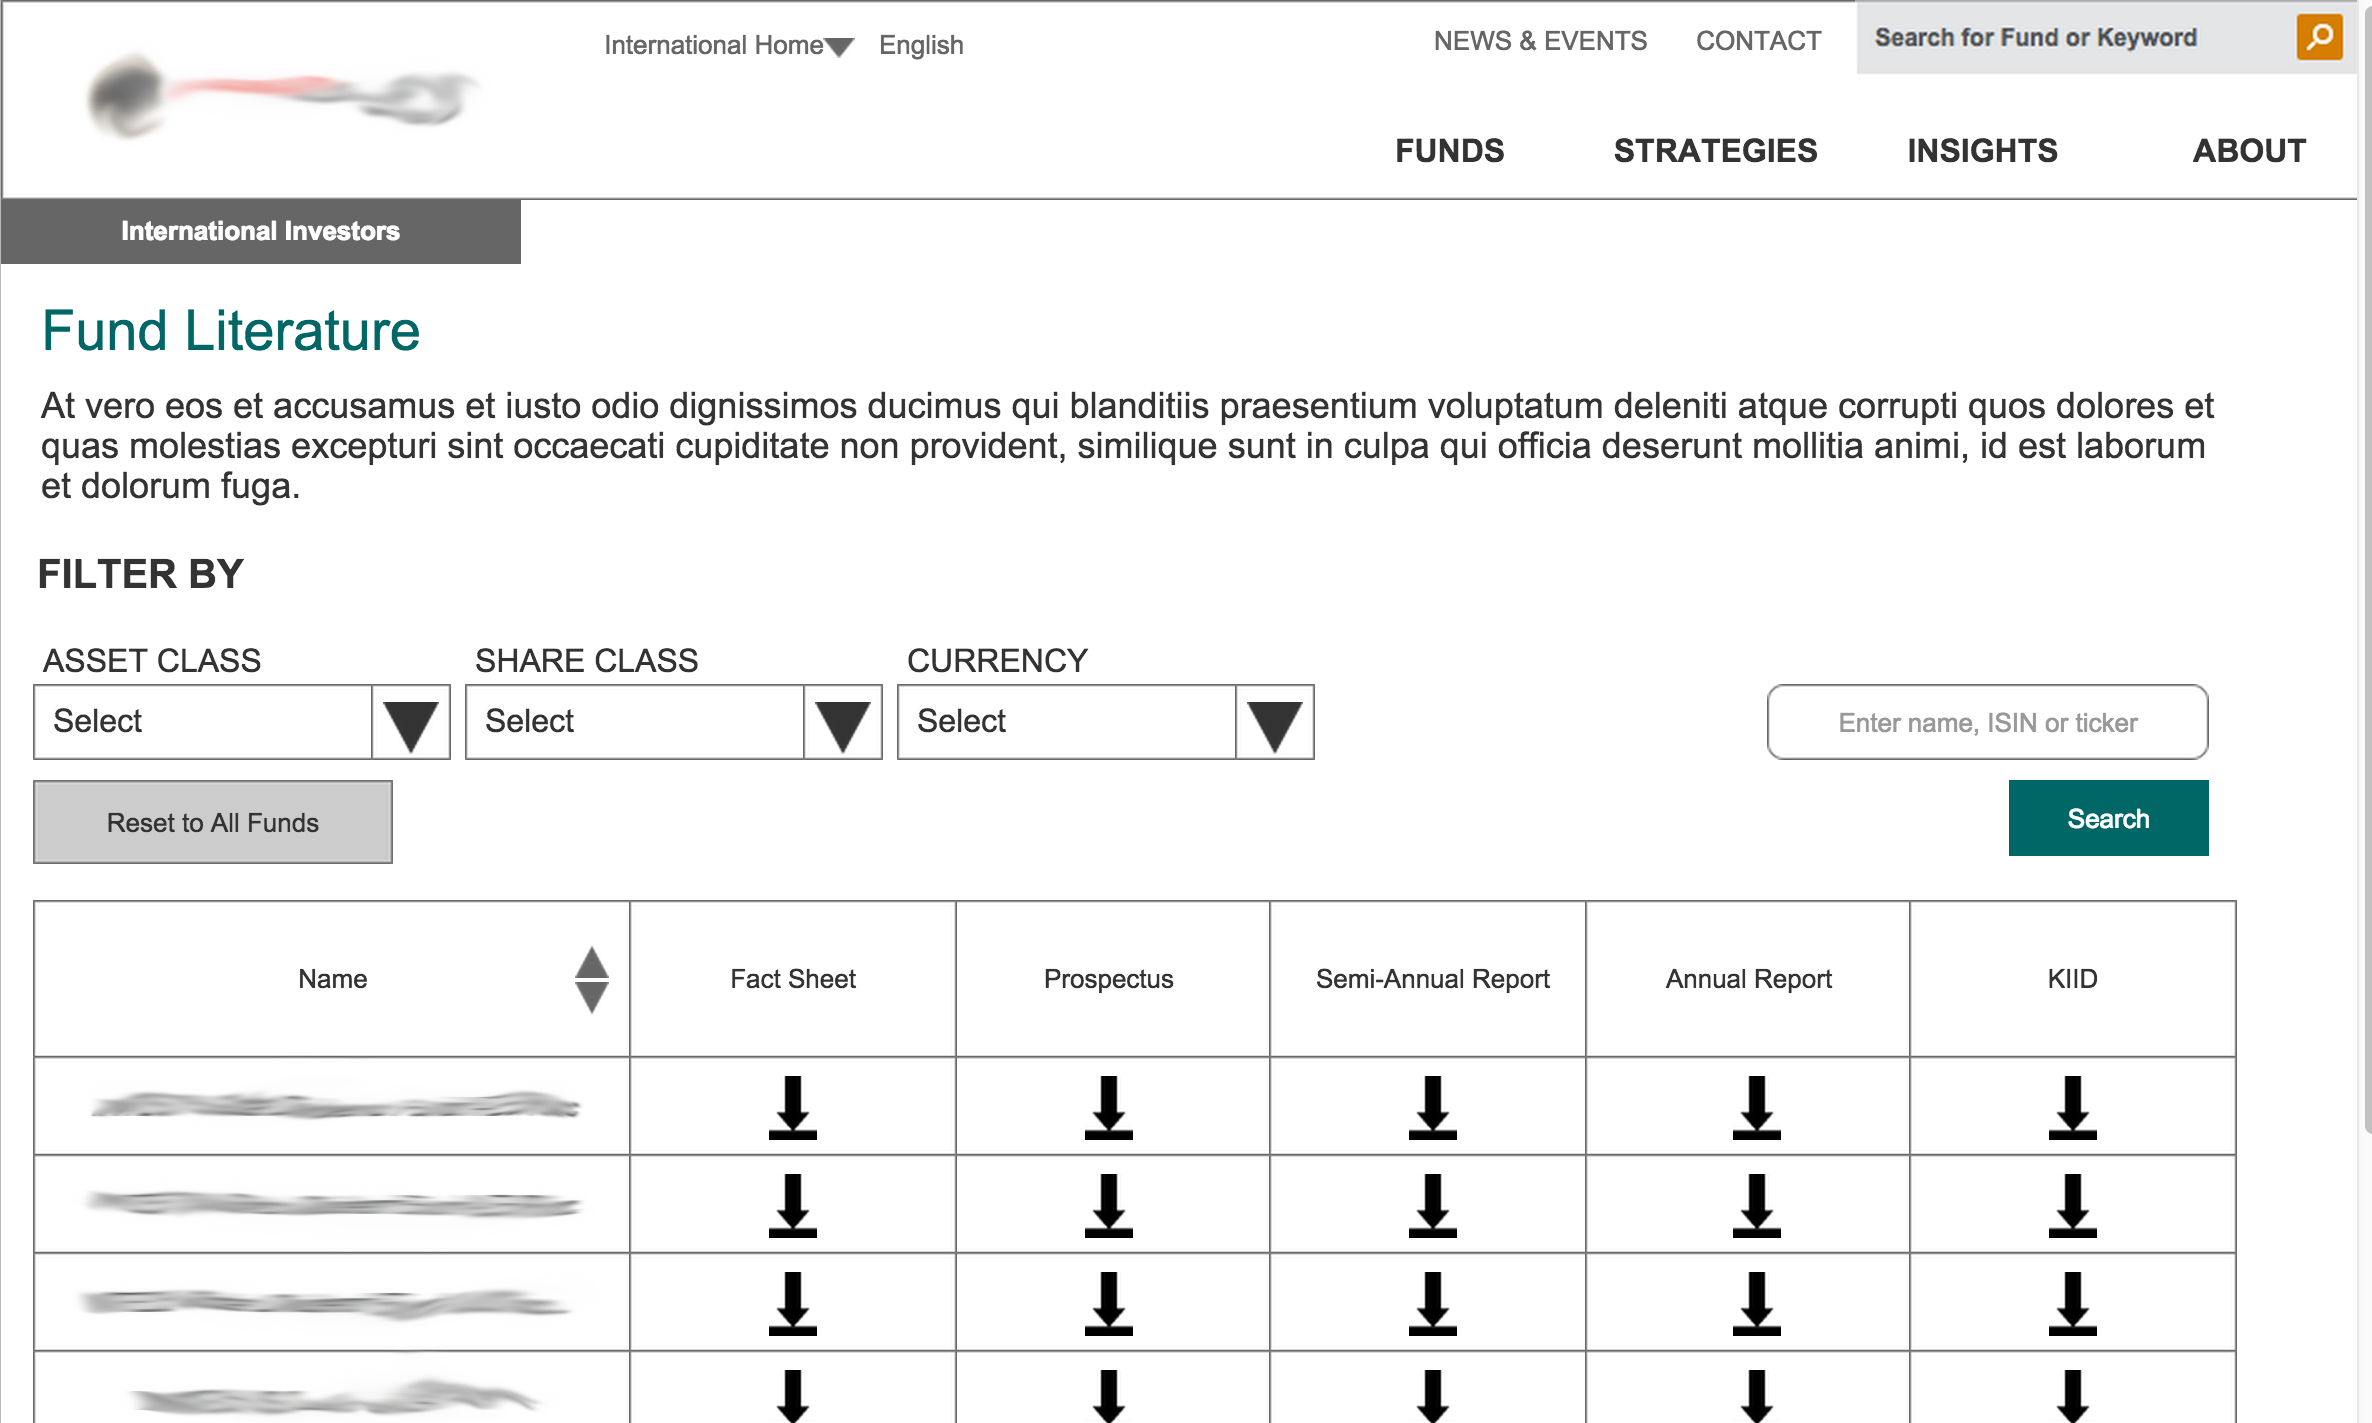 International Home English
NEWS & EVENTS CONTACT
Search for Fund or Keyword
FUNDS STRATEGIES INSIGHTS ABOUT
International Investors
Fund Literature
At vero eos et accusamus et iusto odio dignissimos ducimus qui blanditiis praesentium voluptatum deleniti atque corrupti quos dolores et
quas molestias excepturi sint occaecati cupiditate non provident, similique sunt in culpa qui officia deserunt mollitia animi, id est laborum
et dolorum fuga.
FILTER BY
ASSET CLASS SHARE CLASS CURRENCY
Select Select Select Enter name, ISIN or ticker
Reset to All Funds Search
Name Fact Sheet Prospectus Semi-Annual Report Annual Report KIID